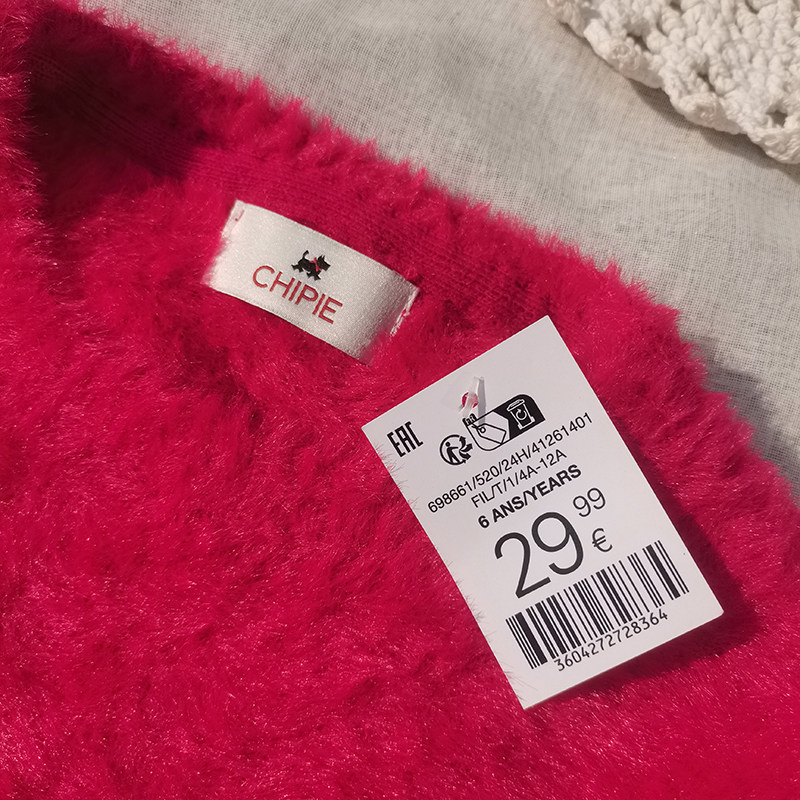 CHIPIE
EAC
698661/520/24H/41261401
FIL/T/1/4A-12A
6 ANS/YEARS
29 99 €
3604272728364